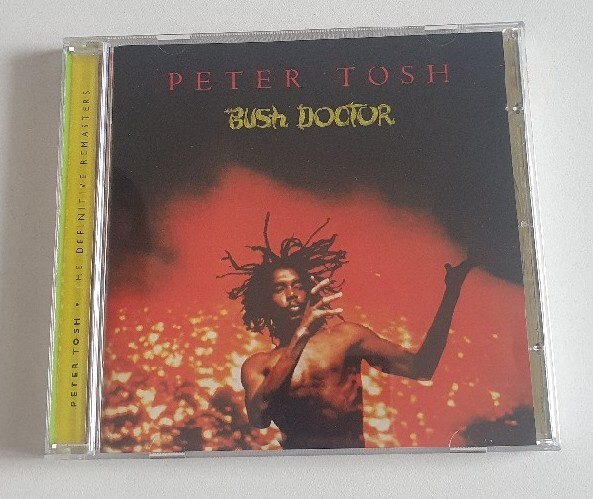 PETER TOSH
BUSh DOCTOR
PETER TOSH • THE DEFINITIVE REMASTERS